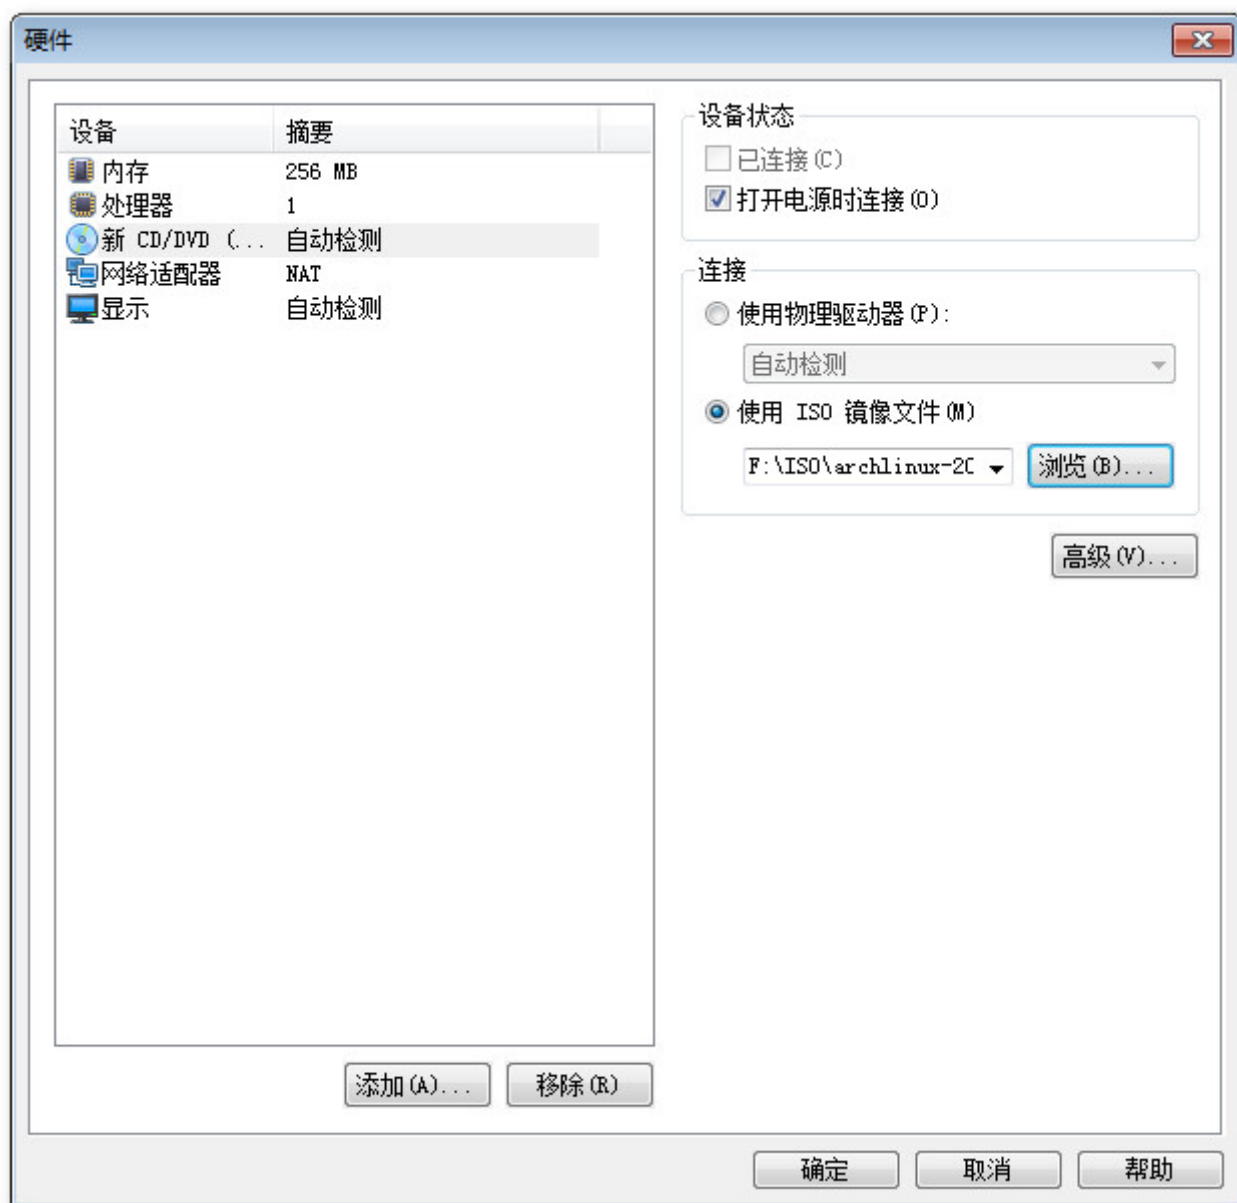 硬件
设备 摘要
内存 256 MB
处理器 1
新 CD/DVD (... 自动检测
网络适配器 NAT
显示 自动检测
添加(A)... 移除(R)
设备状态
已连接(C)
打开电源时连接(O)
连接
使用物理驱动器(P):
自动检测
使用 ISO 镜像文件(M)
F:\ISO\archlinux-20 浏览(B)...
高级(V)...
确定 取消 帮助